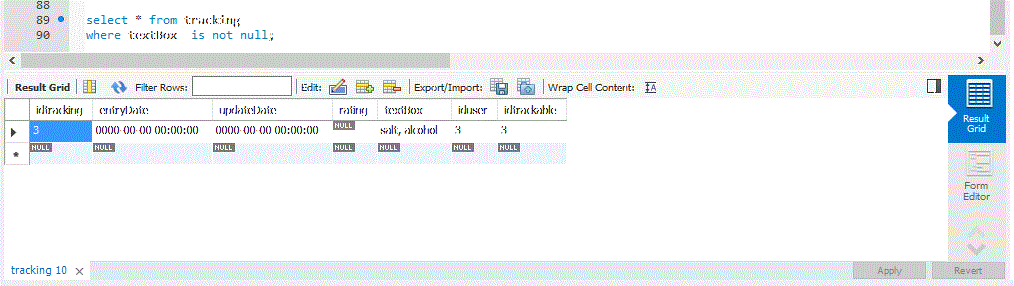 88
89 select * from tracking
90 where textBox is not null;
Result Grid Filter Rows: Edit: Export/Import: Wrap Cell Content: IA
idtracking entryDate updateDate rating textBox iduser idtrackable
3 0000-00-00 00:00:00 0000-00-00 00:00:00 NULL salt, alcohol 3 3
* NULL NULL NULL NULL NULL NULL NULL
Result
Grid
Form
Editor
tracking 10 Apply Revert